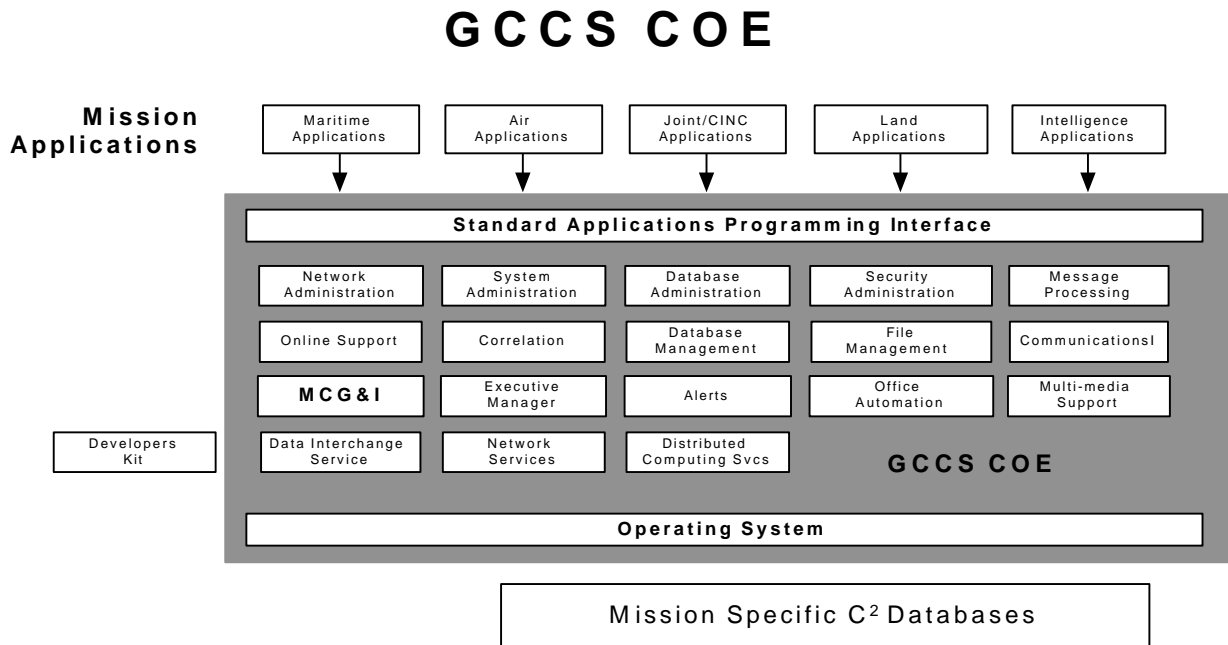 GCCS COE
Mission
Applications
Maritime
Applications
Air
Applications
Joint/CINC
Applications
Land
Applications
Intelligence
Applications
Standard Applications Programming Interface
Network
Administration
System
Administration
Database
Administration
Security
Administration
Message
Processing
Online Support
Correlation
Database
Management
File
Management
CommunicationsI
MCG&I
Executive
Manager
Alerts
Office
Automation
Multi-media
Support
Developers
Kit
Data Interchange
Service
Network
Services
Distributed
Computing Svcs
GCCS COE
Operating System
Mission Specific C² Databases